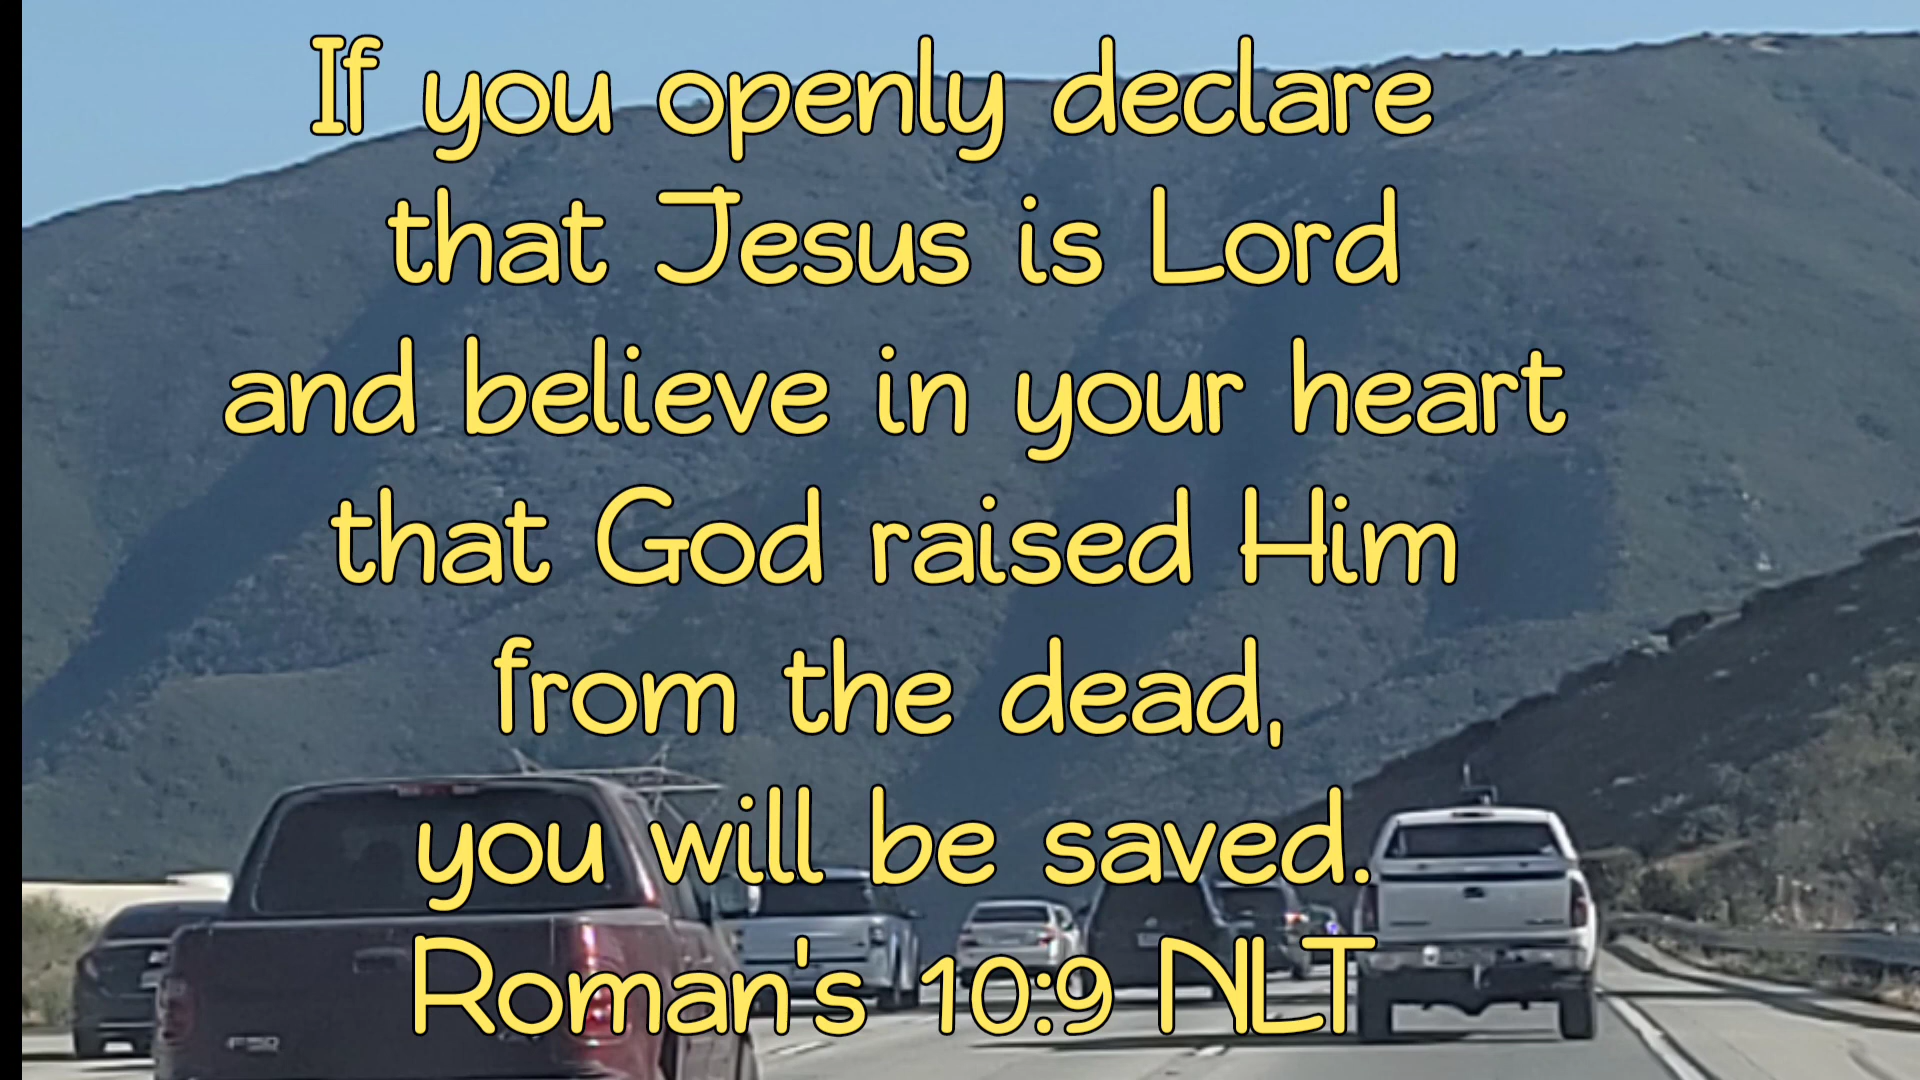 If you openly declare
that Jesus is Lord
and believe in your heart
that God raised Him
from the dead,
you will be saved.
Roman's 10:9 NLT
F150